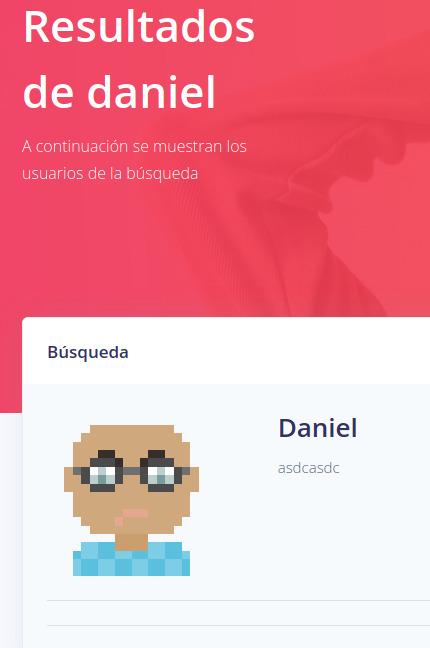 Resultados
de daniel
A continuación se muestran los
usuarios de la búsqueda
Búsqueda
Daniel
asdcasdc